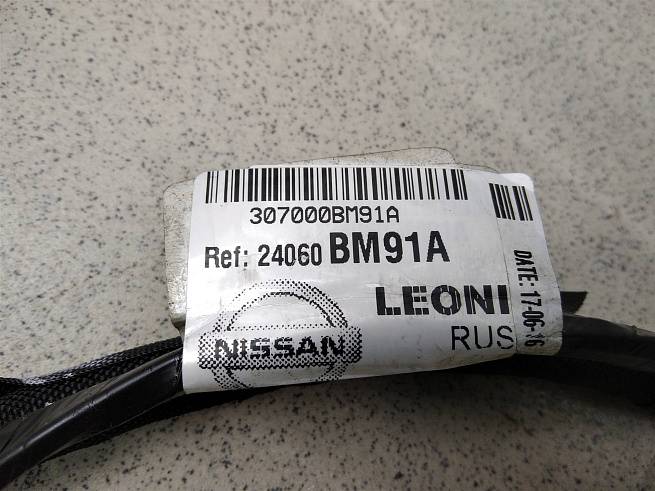 307000BM91A
Ref: 24060 BM91A
LEONI
RUS
NISSAN
DATE: 17-06-16